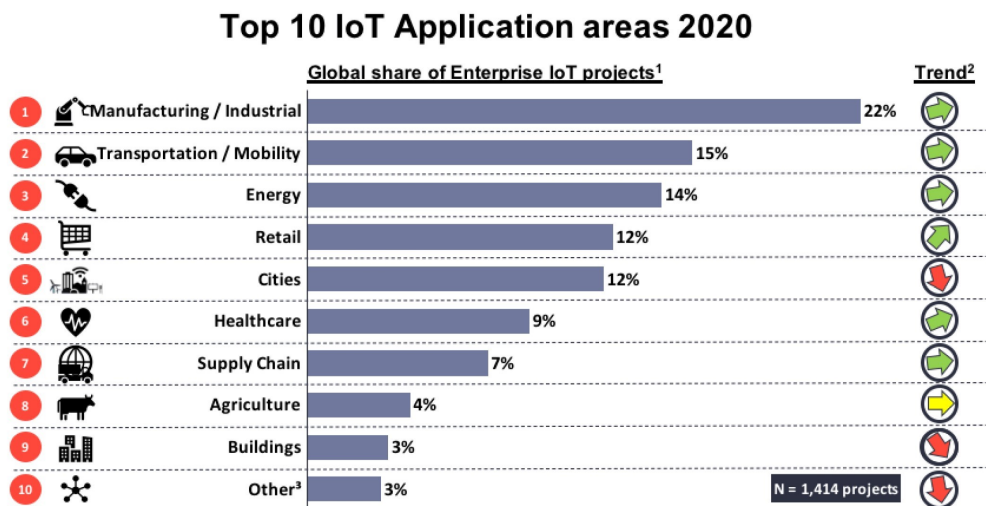 Top 10 IoT Application areas 2020
Global share of Enterprise IoT projects¹ Trend²
1 Manufacturing / Industrial 22%
2 Transportation / Mobility 15%
3 Energy 14%
4 Retail 12%
5 Cities 12%
6 Healthcare 9%
7 Supply Chain 7%
8 Agriculture 4%
9 Buildings 3%
10 Other³ 3%
N = 1,414 projects